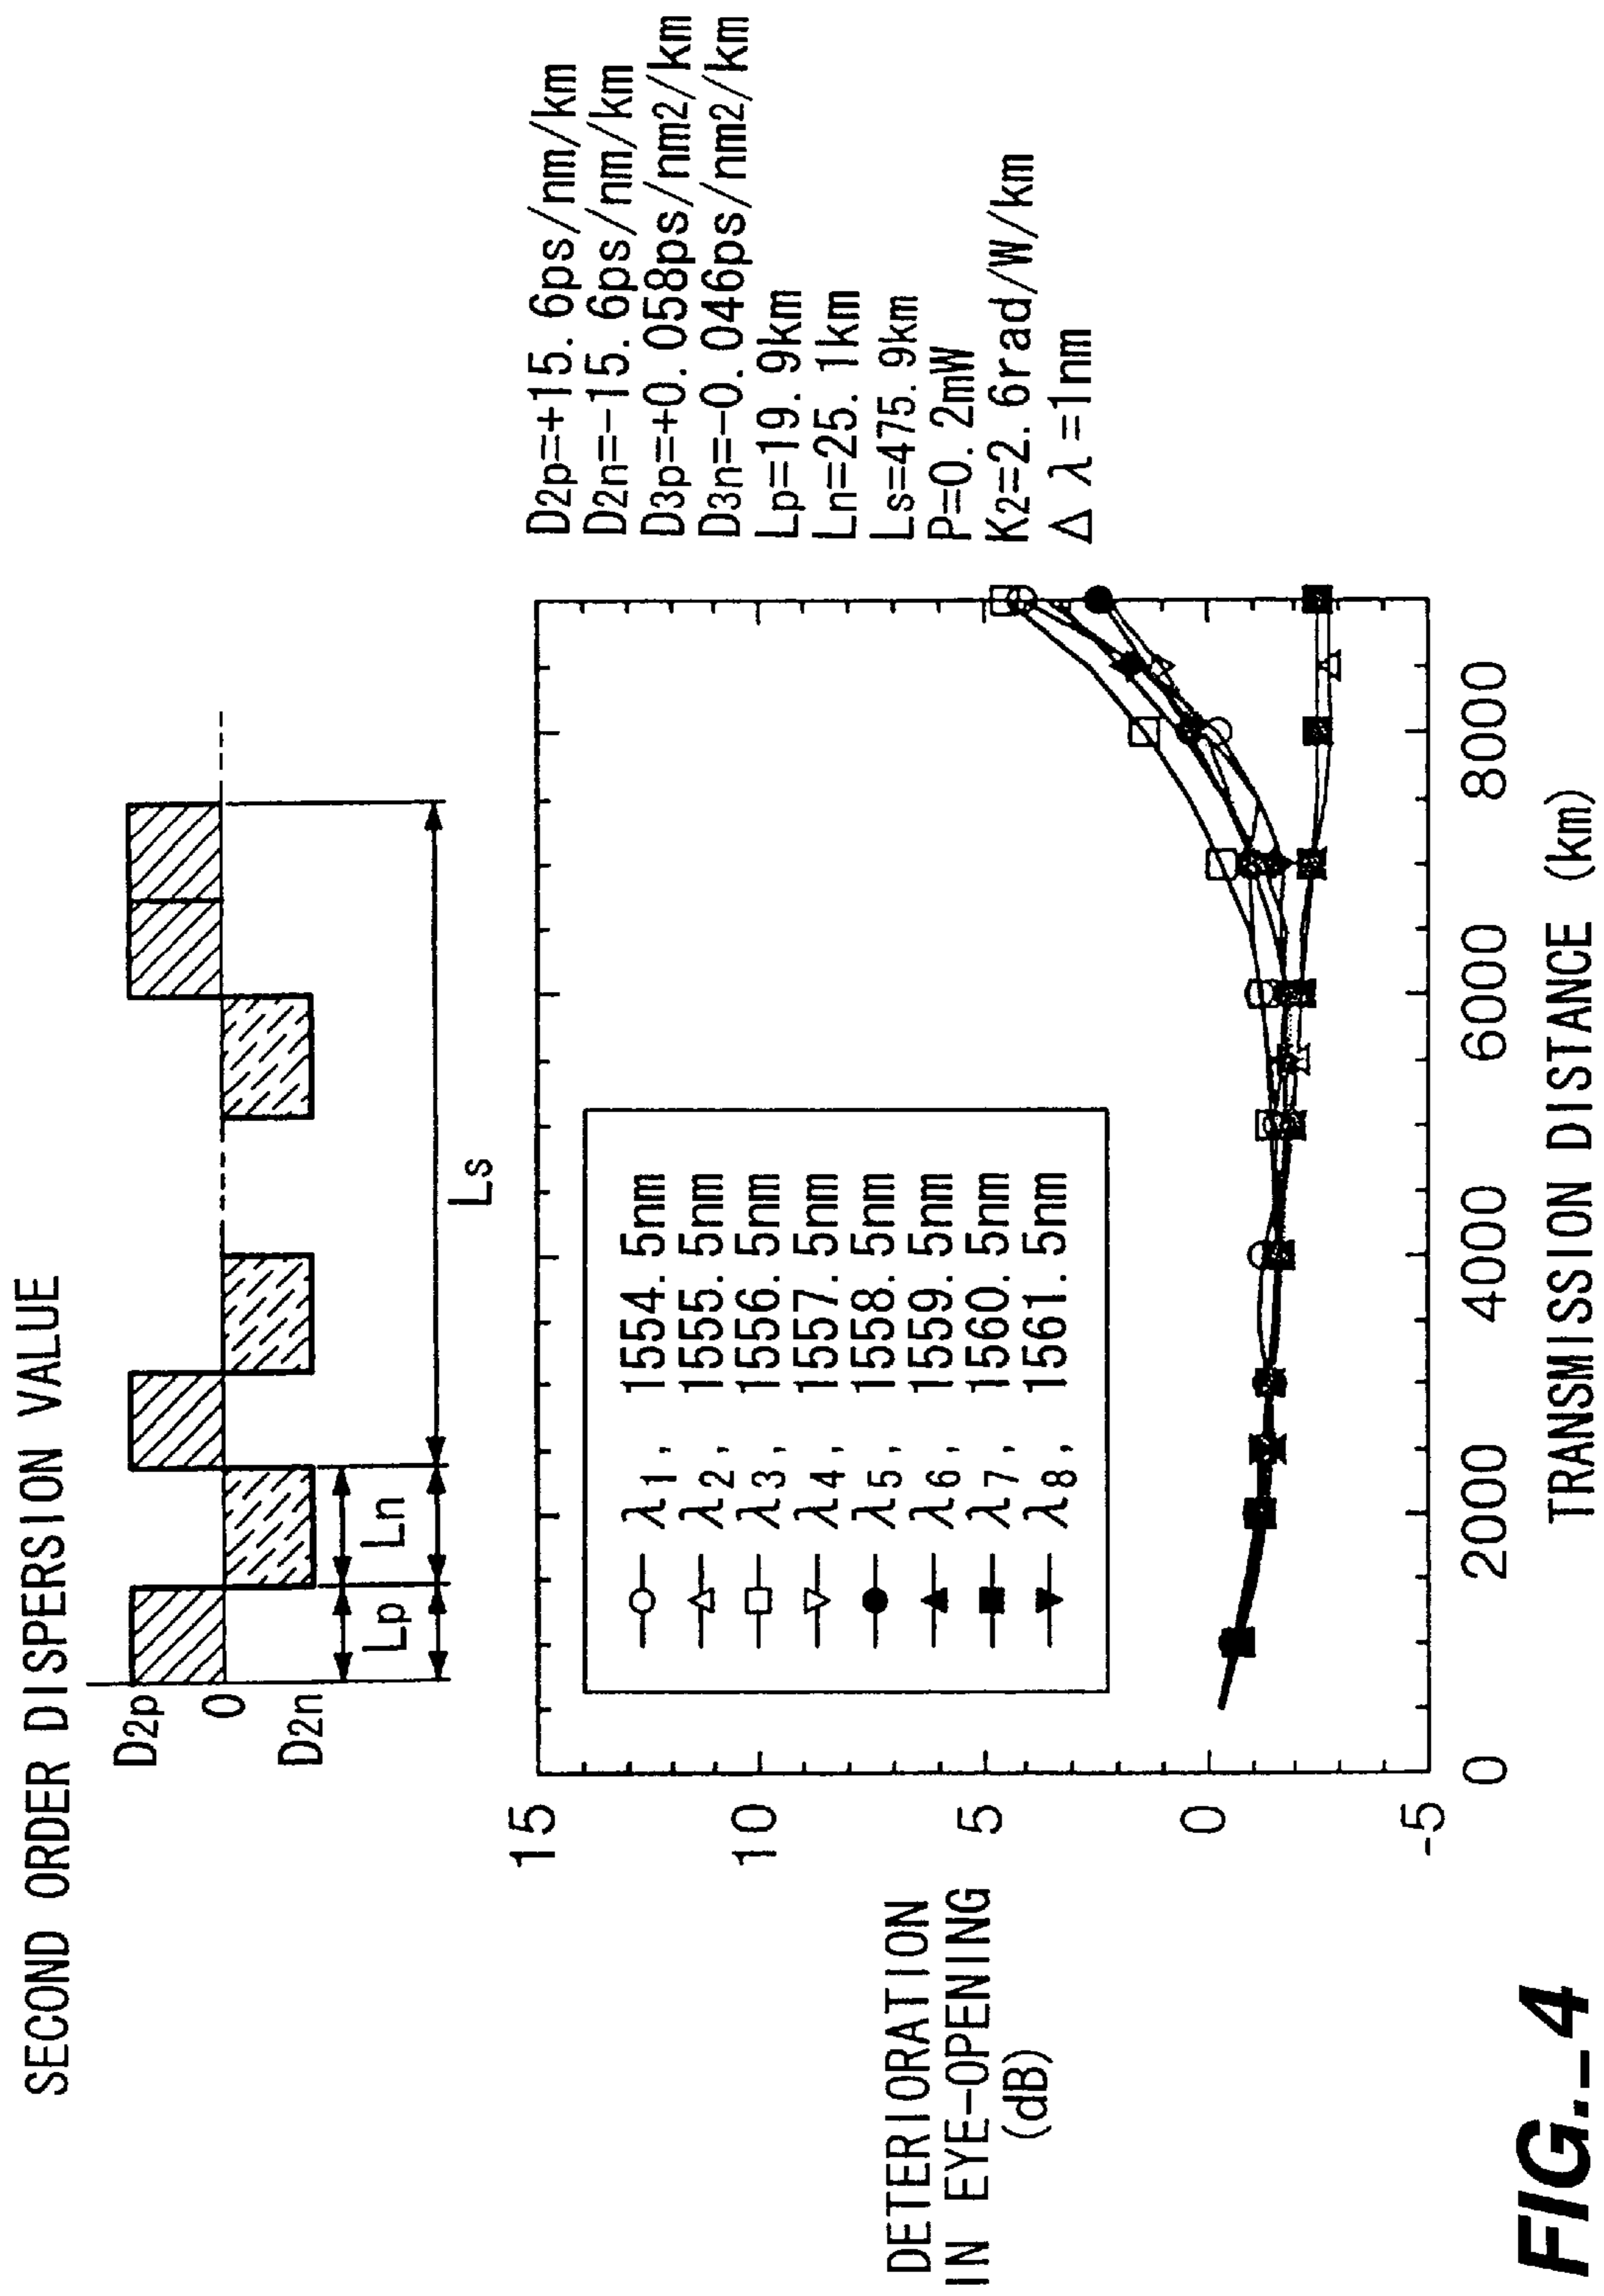 SECOND ORDER DISPERSION VALUE
D2p
0
D2n
Lp
Ln
Ls
D2p=+15. 6ps/nm/km
D2n=-15. 6ps/nm/km
D3p=+0. 058ps/nm2/km
D3n=-0. 046ps/nm2/km
Lp=19. 9km
Ln=25. 1km
Ls=475. 9km
P=0. 2mW
K2=2. 6rad/W/km
Δλ=1nm
DETERIORATION
IN EYE-OPENING
(dB)
15
10
5
0
-5
λ1, 1554. 5nm
λ2, 1555. 5nm
λ3, 1556. 5nm
λ4, 1557. 5nm
λ5, 1558. 5nm
λ6, 1559. 5nm
λ7, 1560. 5nm
λ8, 1561. 5nm
0 2000 4000 6000 8000
TRANSMISSION DISTANCE (km)
FIG._4